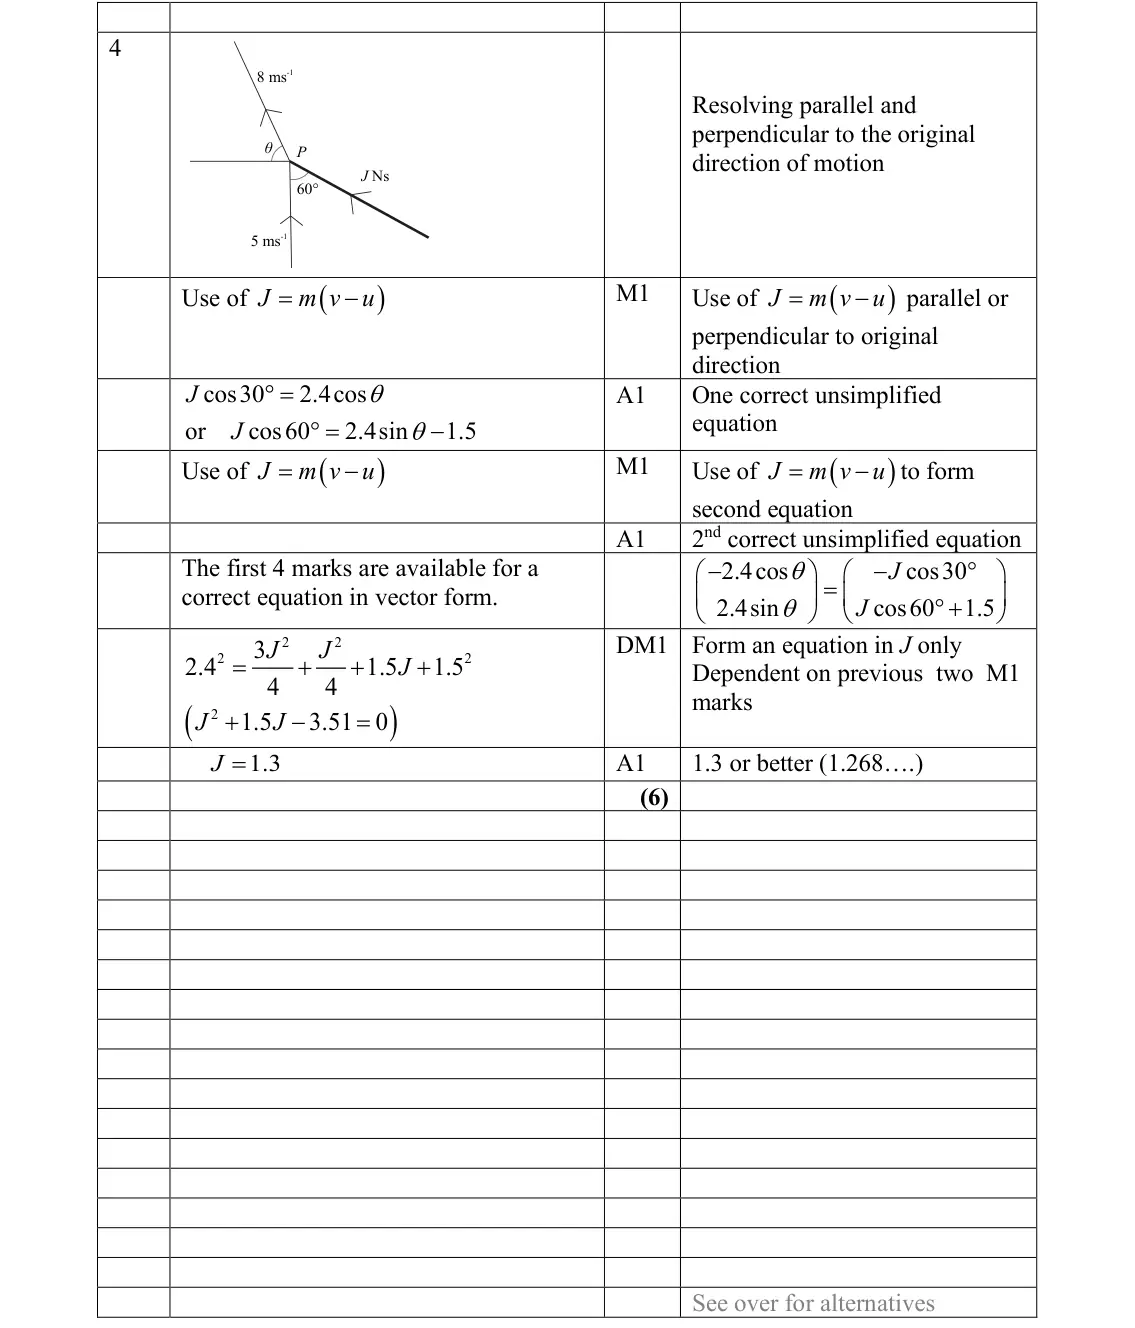 4
8 ms⁻¹
θ
P
J Ns
60°
5 ms⁻¹
Resolving parallel and
perpendicular to the original
direction of motion
Use of J = m(v − u)
M1
Use of J = m(v − u) parallel or
perpendicular to original
direction
J cos 30° = 2.4 cos θ
or J cos 60° = 2.4 sin θ − 1.5
A1
One correct unsimplified
equation
Use of J = m(v − u)
M1
Use of J = m(v − u) to form
second equation
A1
2nd correct unsimplified equation
The first 4 marks are available for a
correct equation in vector form.
(−2.4 cos θ / 2.4 sin θ) = (−J cos 30° / J cos 60° + 1.5)
2.4² = 3J²/4 + J²/4 + 1.5J + 1.5²
(J² + 1.5J − 3.51 = 0)
DM1
Form an equation in J only
Dependent on previous two M1
marks
J = 1.3
A1
1.3 or better (1.268….)
(6)
See over for alternatives